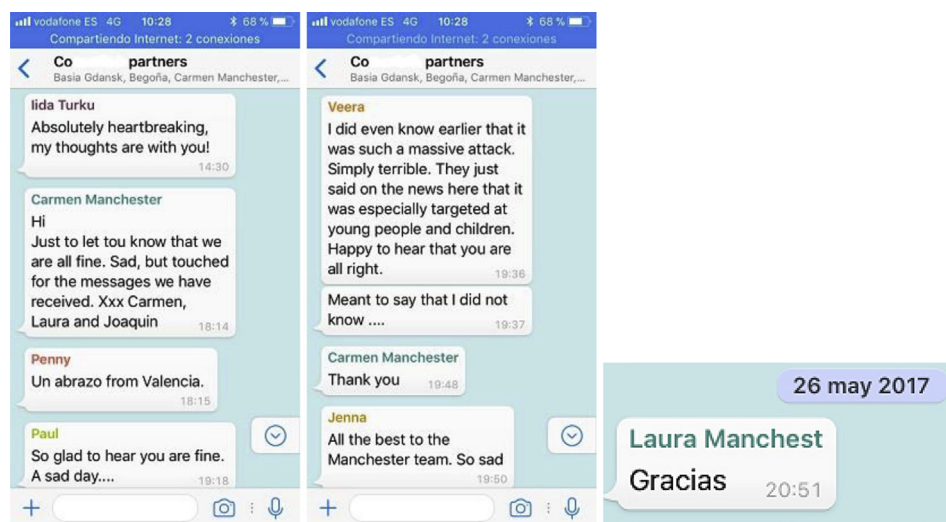 vodafone ES 4G 10:28 68 %
Compartiendo Internet: 2 conexiones
Co partners
Basia Gdansk, Begoña, Carmen Manchester,...
Iida Turku
Absolutely heartbreaking,
my thoughts are with you!
14:30
Carmen Manchester
Hi
Just to let tou know that we
are all fine. Sad, but touched
for the messages we have
received. Xxx Carmen,
Laura and Joaquin 18:14
Penny
Un abrazo from Valencia.
18:15
Paul
So glad to hear you are fine.
A sad day.... 19:18
vodafone ES 4G 10:28 68 %
Compartiendo Internet: 2 conexiones
Co partners
Basia Gdansk, Begoña, Carmen Manchester,...
Veera
I did even know earlier that it
was such a massive attack.
Simply terrible. They just
said on the news here that it
was especially targeted at
young people and children.
Happy to hear that you are
all right. 19:36
Meant to say that I did not
know .... 19:37
Carmen Manchester
Thank you 19:48
Jenna
All the best to the
Manchester team. So sad
19:50
26 may 2017
Laura Manchest
Gracias 20:51